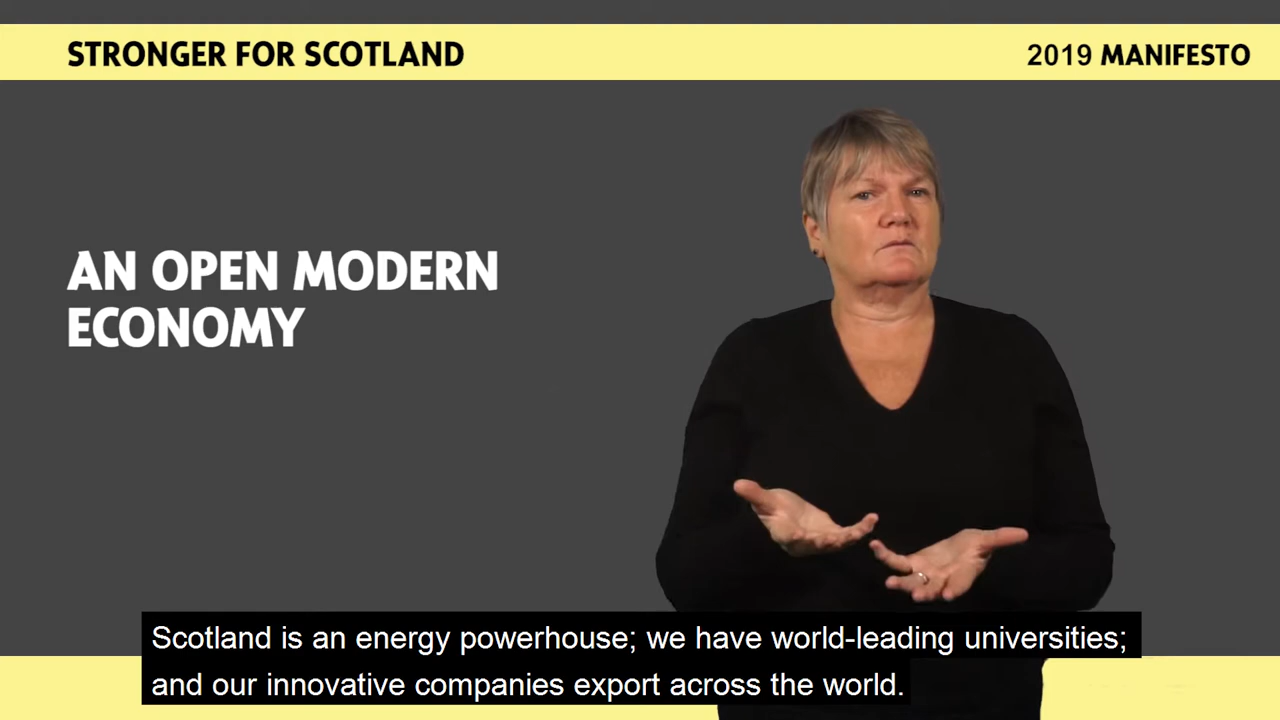 STRONGER FOR SCOTLAND
2019 MANIFESTO
AN OPEN MODERN
ECONOMY
Scotland is an energy powerhouse; we have world-leading universities;
and our innovative companies export across the world.